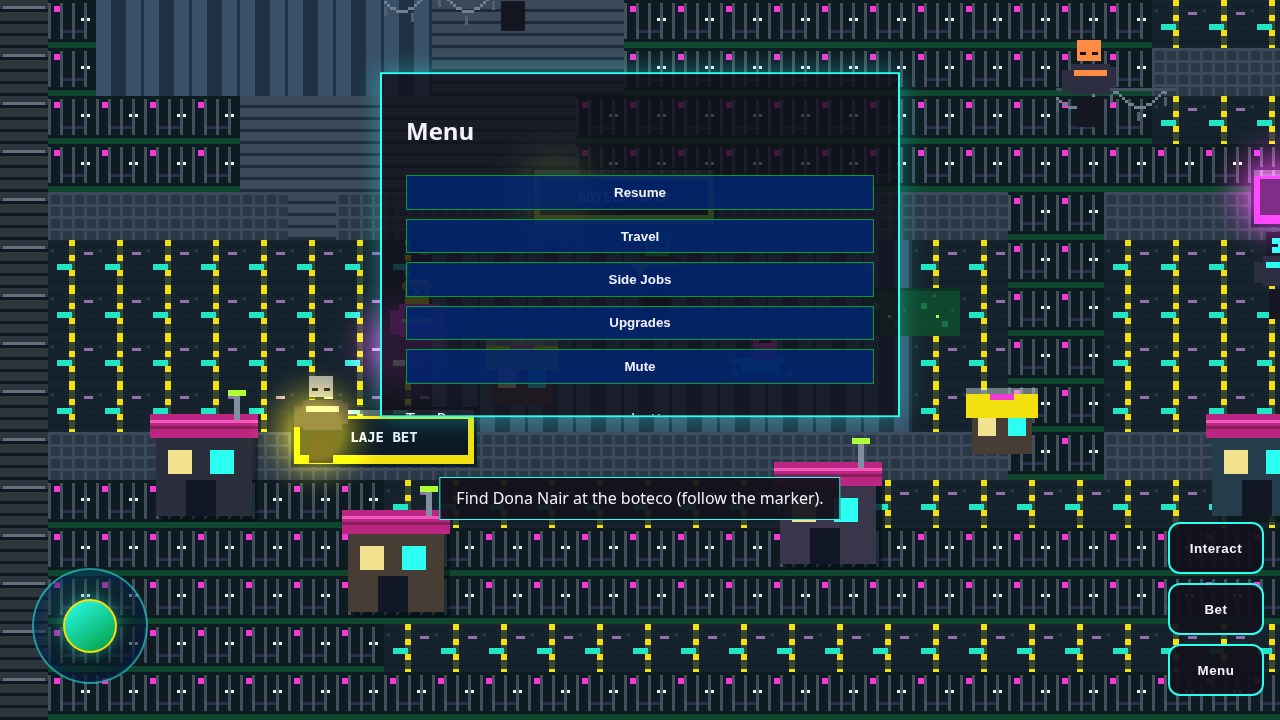 Menu
Resume
Travel
Side Jobs
Upgrades
Mute
LAJE BET
Find Dona Nair at the boteco (follow the marker).
Interact
Bet
Menu